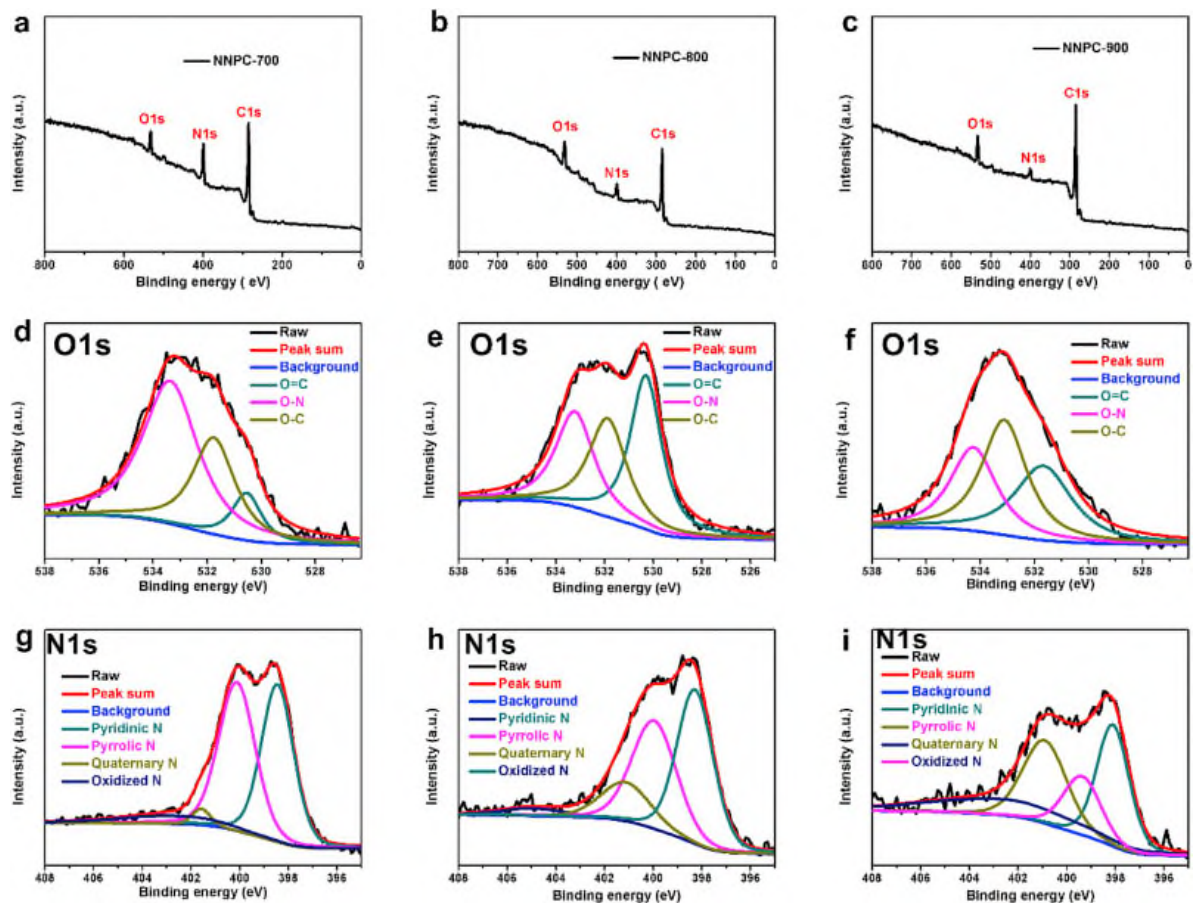 a
NNPC-700
O1s
N1s
C1s
Intensity (a.u.)
800 600 400 200 0
Binding energy ( eV)
b
NNPC-800
O1s
N1s
C1s
Intensity (a.u.)
800 700 600 500 400 300 200 100 0
Binding energy ( eV)
c
NNPC-900
O1s
N1s
C1s
Intensity (a.u.)
800 700 600 500 400 300 200 100 0
Binding energy ( eV)
d
O1s
Raw
Peak sum
Background
O=C
O-N
O-C
Intensity (a.u.)
538 536 534 532 530 528
Binding energy (eV)
e
O1s
Raw
Peak sum
Background
O=C
O-N
O-C
Intensity (a.u.)
538 536 534 532 530 528 526
Binding energy (eV)
f
O1s
Raw
Peak sum
Background
O=C
O-N
O-C
Intensity (a.u.)
538 536 534 532 530 528
Binding energy (eV)
g
N1s
Raw
Peak sum
Background
Pyridinic N
Pyrrolic N
Quaternary N
Oxidized N
Intensity (a.u.)
408 406 404 402 400 398 396
Binding energy (eV)
h
N1s
Raw
Peak sum
Background
Pyridinic N
Pyrrolic N
Quaternary N
Oxidized N
Intensity (a.u.)
408 406 404 402 400 398 396
Binding energy (eV)
i
N1s
Raw
Peak sum
Background
Pyridinic N
Pyrrolic N
Quaternary N
Oxidized N
Intensity (a.u.)
408 406 404 402 400 398 396
Binding energy (eV)